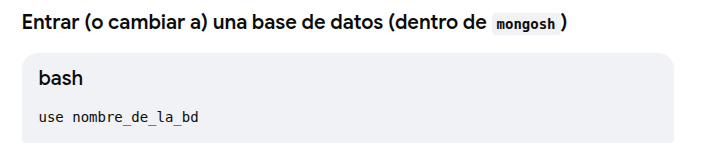 Entrar (o cambiar a) una base de datos (dentro de mongosh)
bash
use nombre_de_la_bd